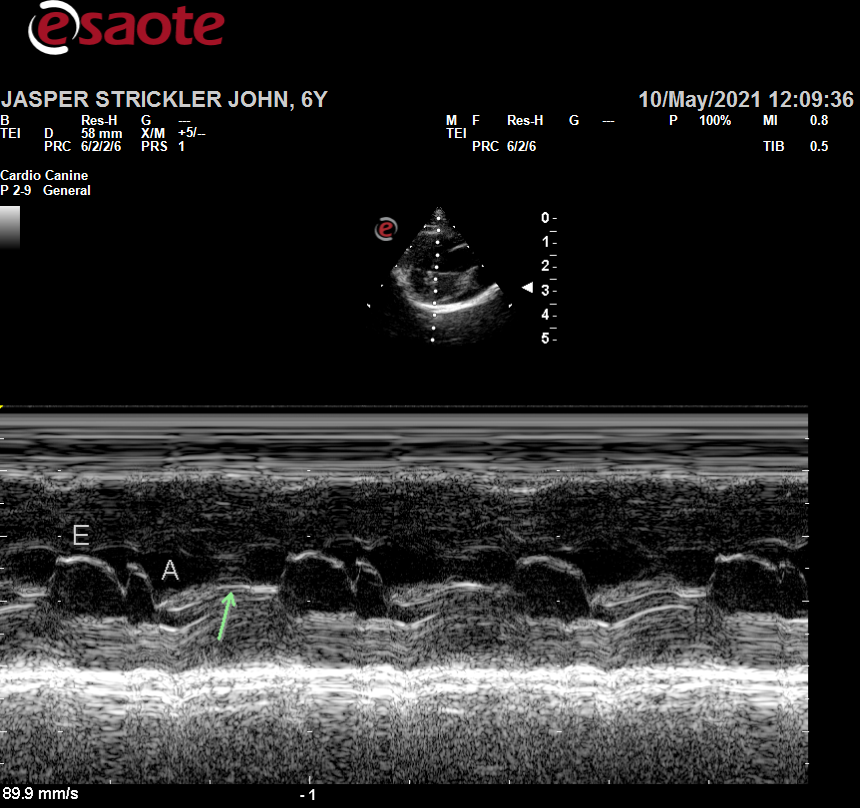 esaote
JASPER STRICKLER JOHN, 6Y 10/May/2021 12:09:36
B Res-H G --- M F Res-H G --- P 100% MI 0.8
TEI D 58 mm X/M +5/-- TEI
PRC 6/2/2/6 PRS 1 PRC 6/2/6 TIB 0.5
Cardio Canine
P 2-9 General
e
0-
1-
2-
3-
4-
5-
E
A
89.9 mm/s -1